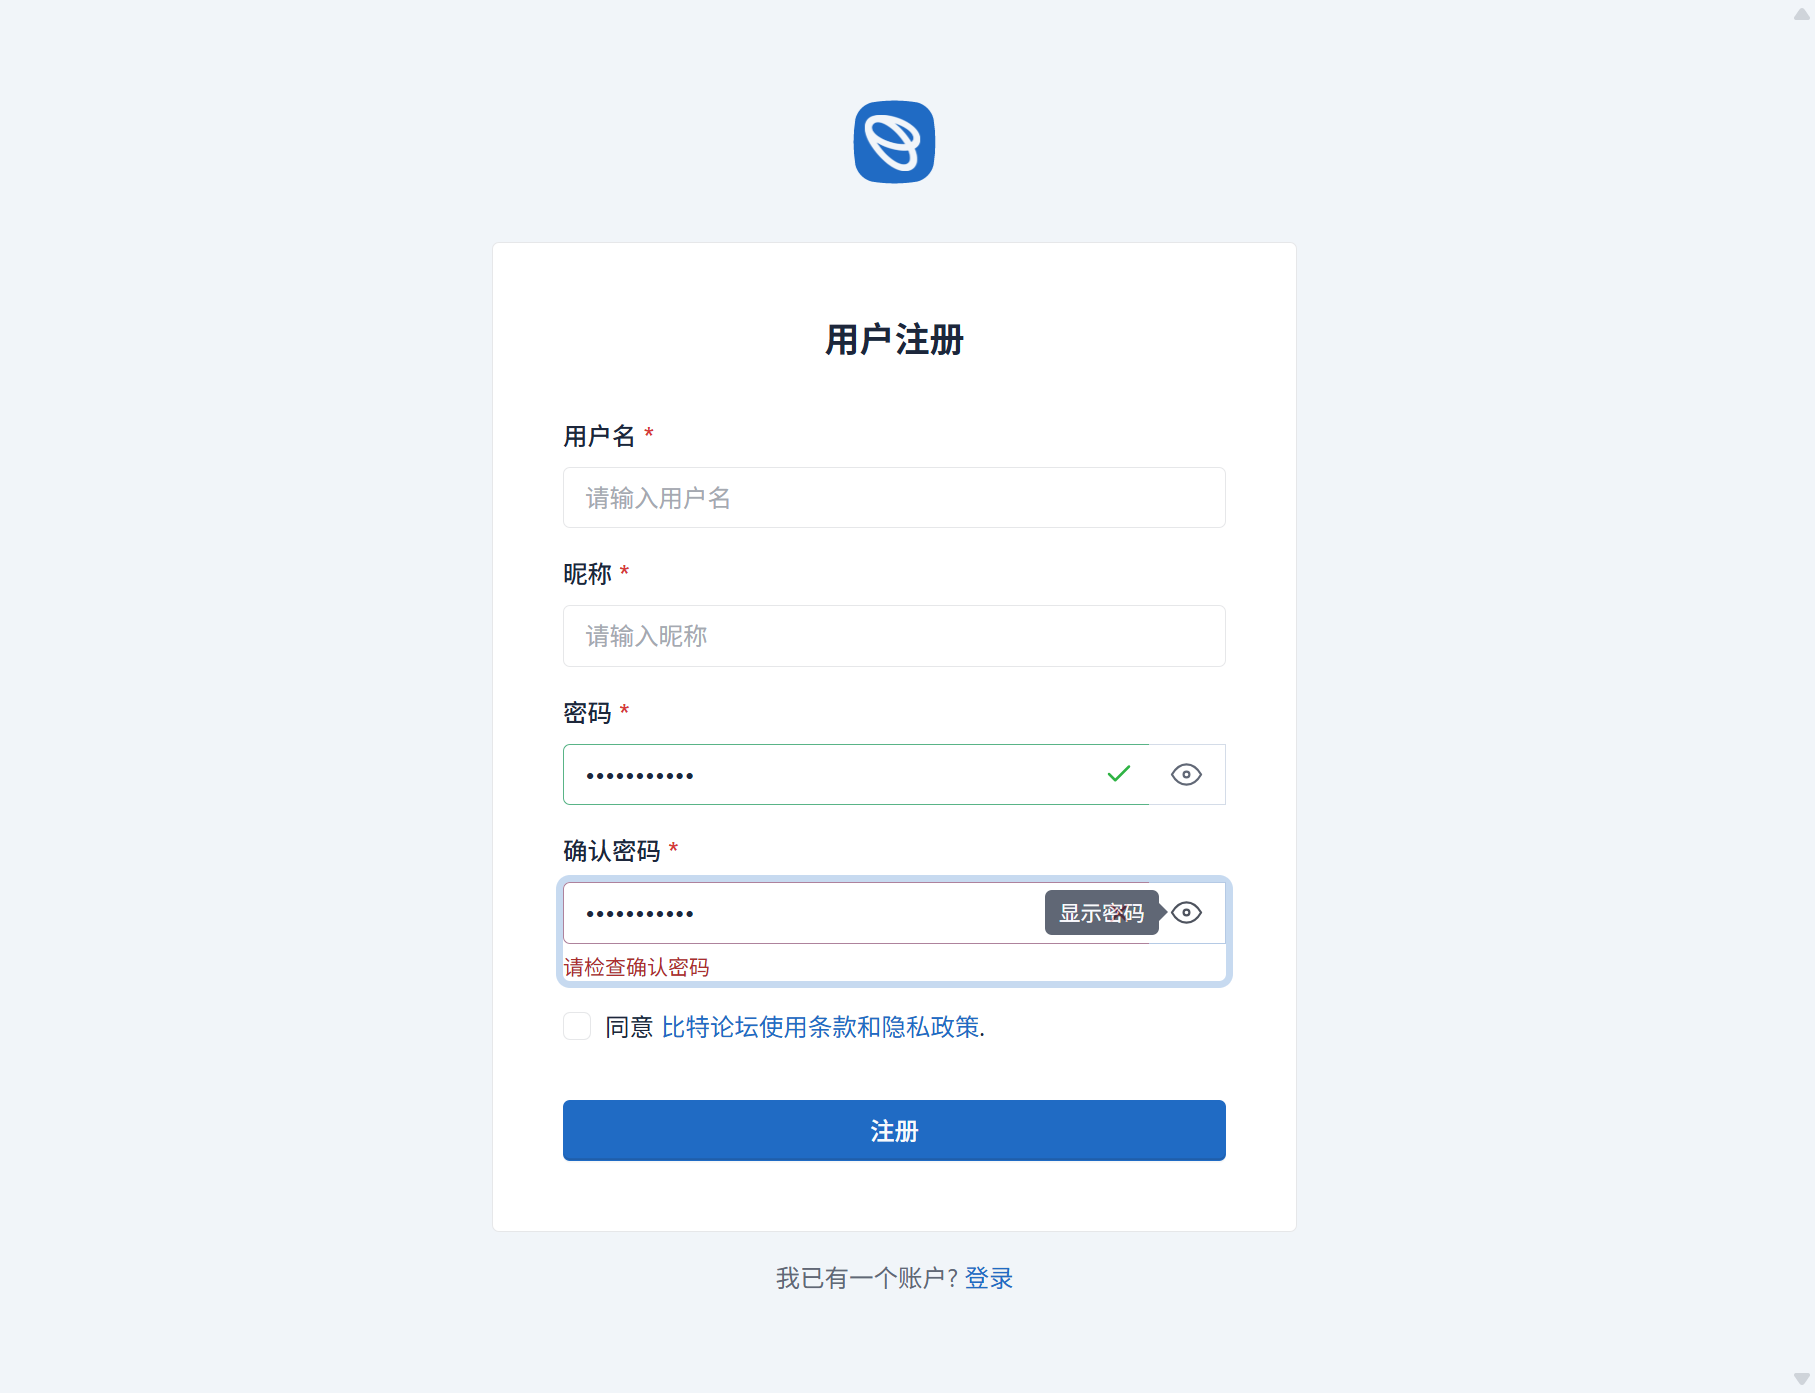 用户注册
用户名 *
请输入用户名
昵称 *
请输入昵称
密码 *
•••••••••••
确认密码 *
••••••••••• 显示密码
请检查确认密码
同意 比特论坛使用条款和隐私政策.
注册
我已有一个账户? 登录